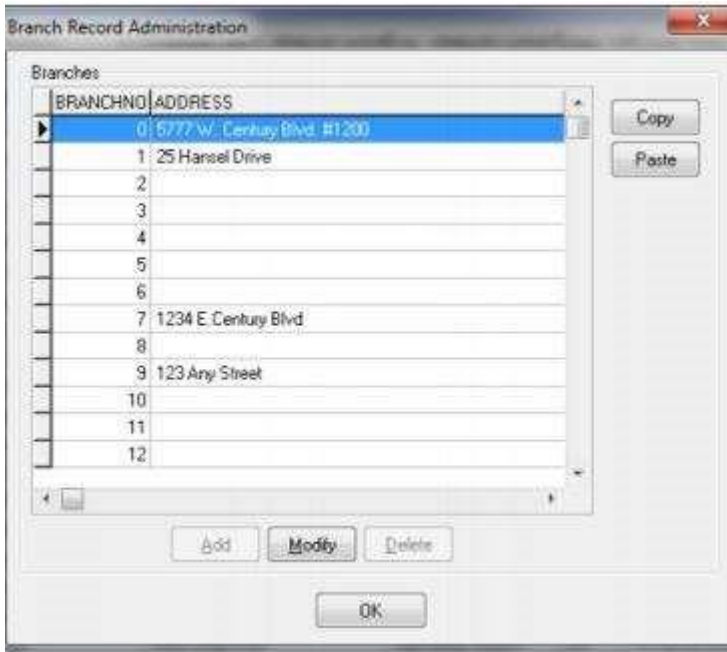 Branch Record Administration
Branches
BRANCHNO ADDRESS
0 5777 W. Century Blvd. #1200
1 25 Hansel Drive
2
3
4
5
6
7 1234 E. Century Blvd
8
9 123 Any Street
10
11
12
Copy
Paste
Add Modify Delete
OK